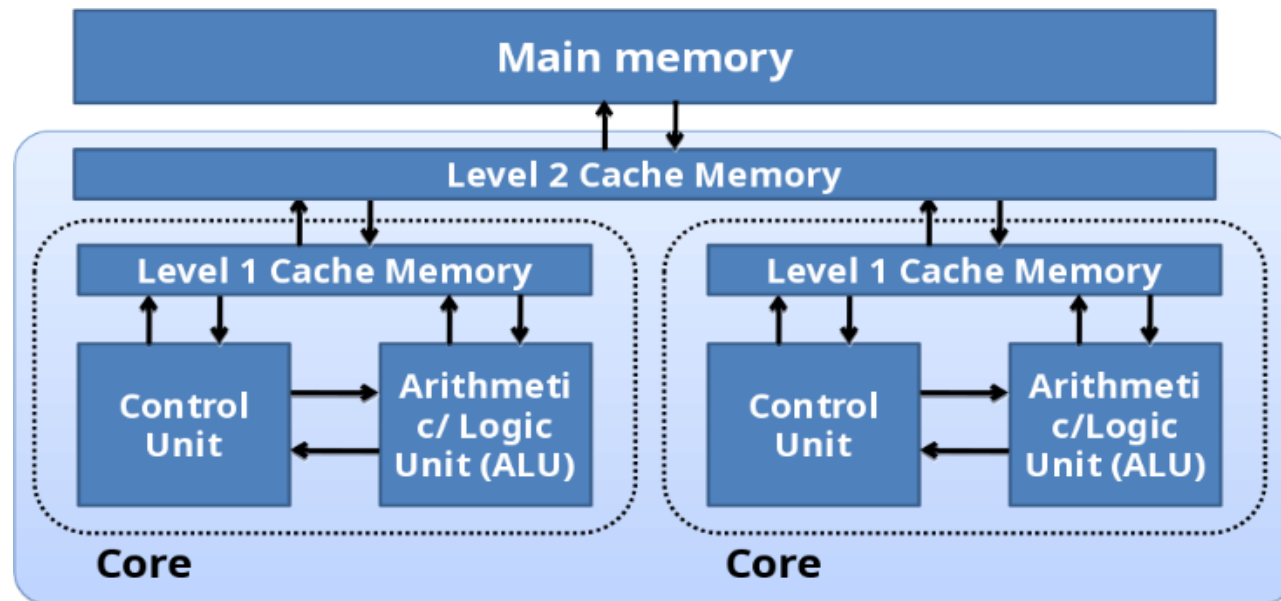 Main memory
Level 2 Cache Memory
Level 1 Cache Memory
Level 1 Cache Memory
Control
Unit
Arithmeti
c/ Logic
Unit (ALU)
Control
Unit
Arithmeti
c/Logic
Unit (ALU)
Core
Core